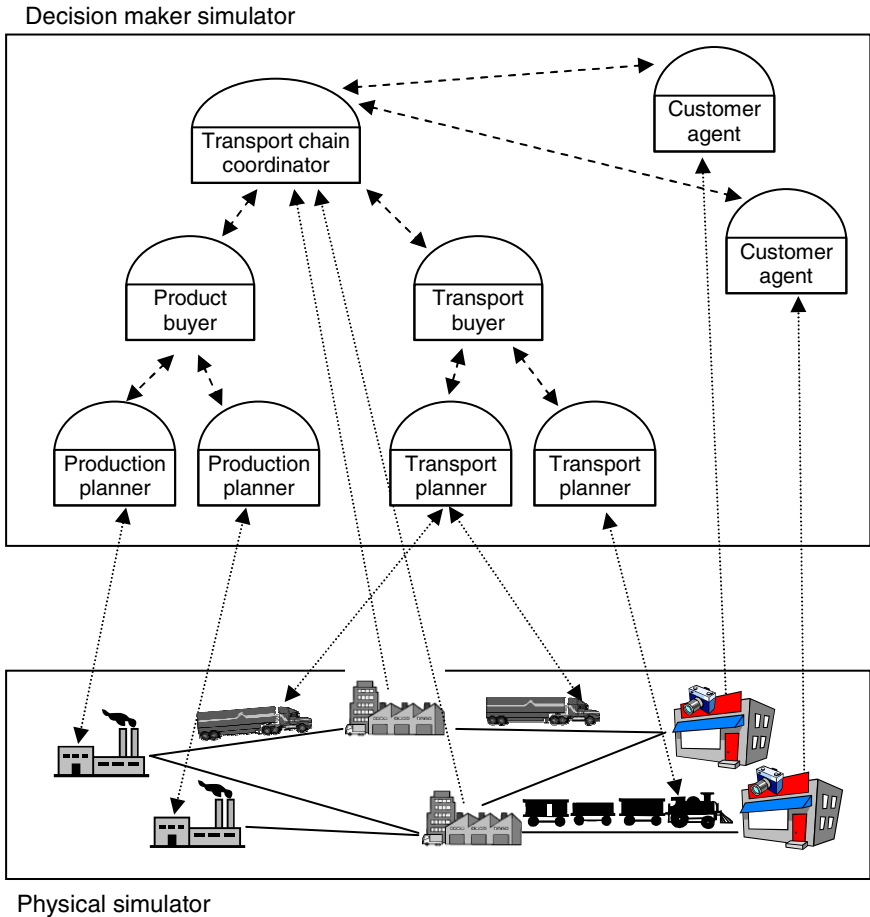 Decision maker simulator
Customer
agent
Transport chain
coordinator
Customer
agent
Product
buyer
Transport
buyer
Production
planner
Production
planner
Transport
planner
Transport
planner
Physical simulator